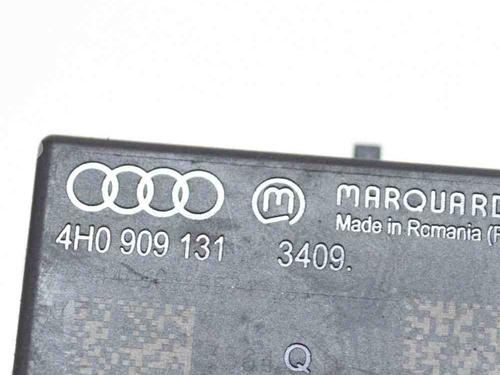 M MARQUARD
Made in Romania (R
4H0 909 131 3409.
Q